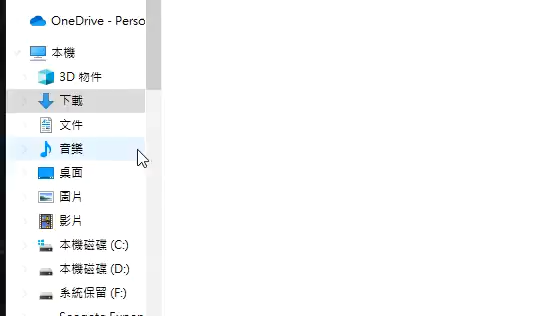 OneDrive - Perso
本機
3D 物件
下載
文件
音樂
桌面
圖片
影片
本機磁碟 (C:)
本機磁碟 (D:)
系統保留 (F:)